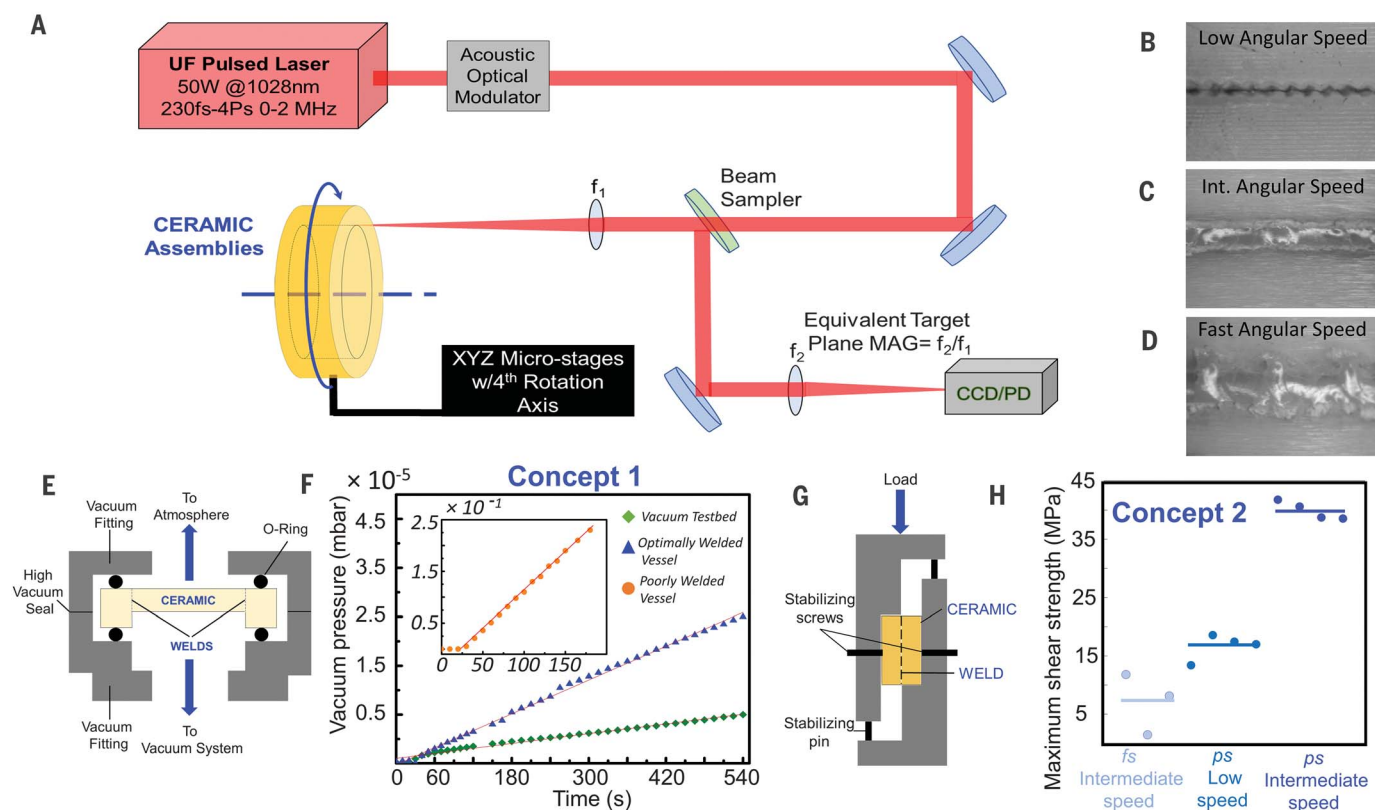 A
UF Pulsed Laser
50W @1028nm
230fs-4Ps 0-2 MHz
Acoustic
Optical
Modulator
CERAMIC
Assemblies
f1
Beam
Sampler
XYZ Micro-stages
w/4th Rotation
Axis
Equivalent Target
Plane MAG= f2/f1
f2
CCD/PD
B
Low Angular Speed
C
Int. Angular Speed
D
Fast Angular Speed
E
Vacuum
Fitting
To
Atmosphere
O-Ring
High
Vacuum
Seal
CERAMIC
WELDS
Vacuum
Fitting
To
Vacuum System
F
× 10-5
Concept 1
Vacuum pressure (mbar)
4.5
3.5
2.5
1.5
0.5
× 10-1
2.5
1.5
0.5
0
50
100
150
Vacuum Testbed
Optimally Welded
Vessel
Poorly Welded
Vessel
0
60
180
300
420
540
Time (s)
G
Load
Stabilizing
screws
CERAMIC
WELD
Stabilizing
pin
H
Maximum shear strength (MPa)
45
35
25
15
5
Concept 2
fs
Intermediate
speed
ps
Low
speed
ps
Intermediate
speed